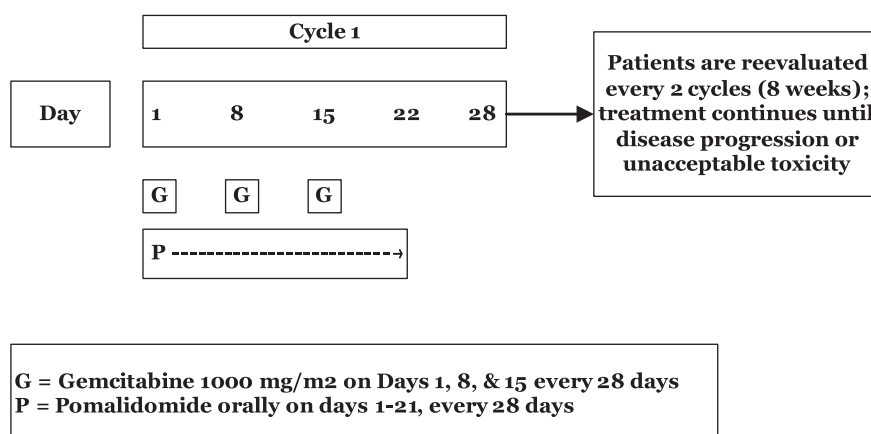 Cycle 1
Day
1 8 15 22 28
Patients are reevaluated
every 2 cycles (8 weeks);
treatment continues until
disease progression or
unacceptable toxicity
G G G
P
G = Gemcitabine 1000 mg/m2 on Days 1, 8, & 15 every 28 days
P = Pomalidomide orally on days 1-21, every 28 days